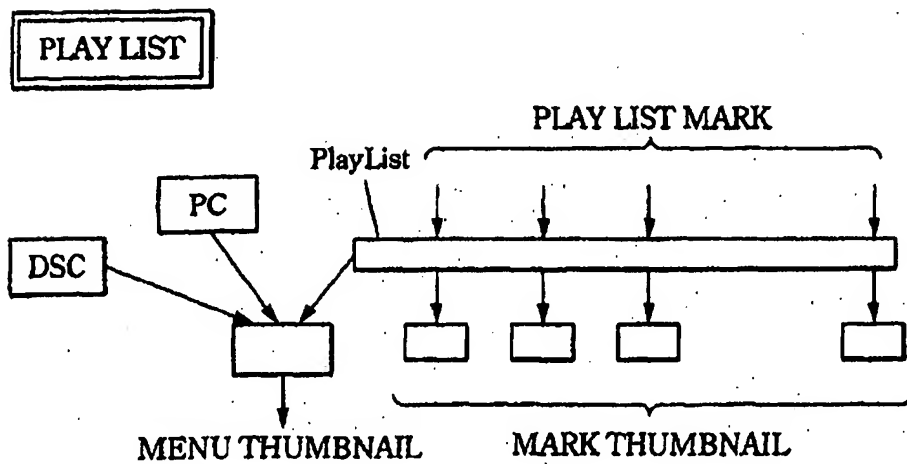 PLAY LIST
PLAY LIST MARK
PlayList
PC
DSC
MENU THUMBNAIL
MARK THUMBNAIL